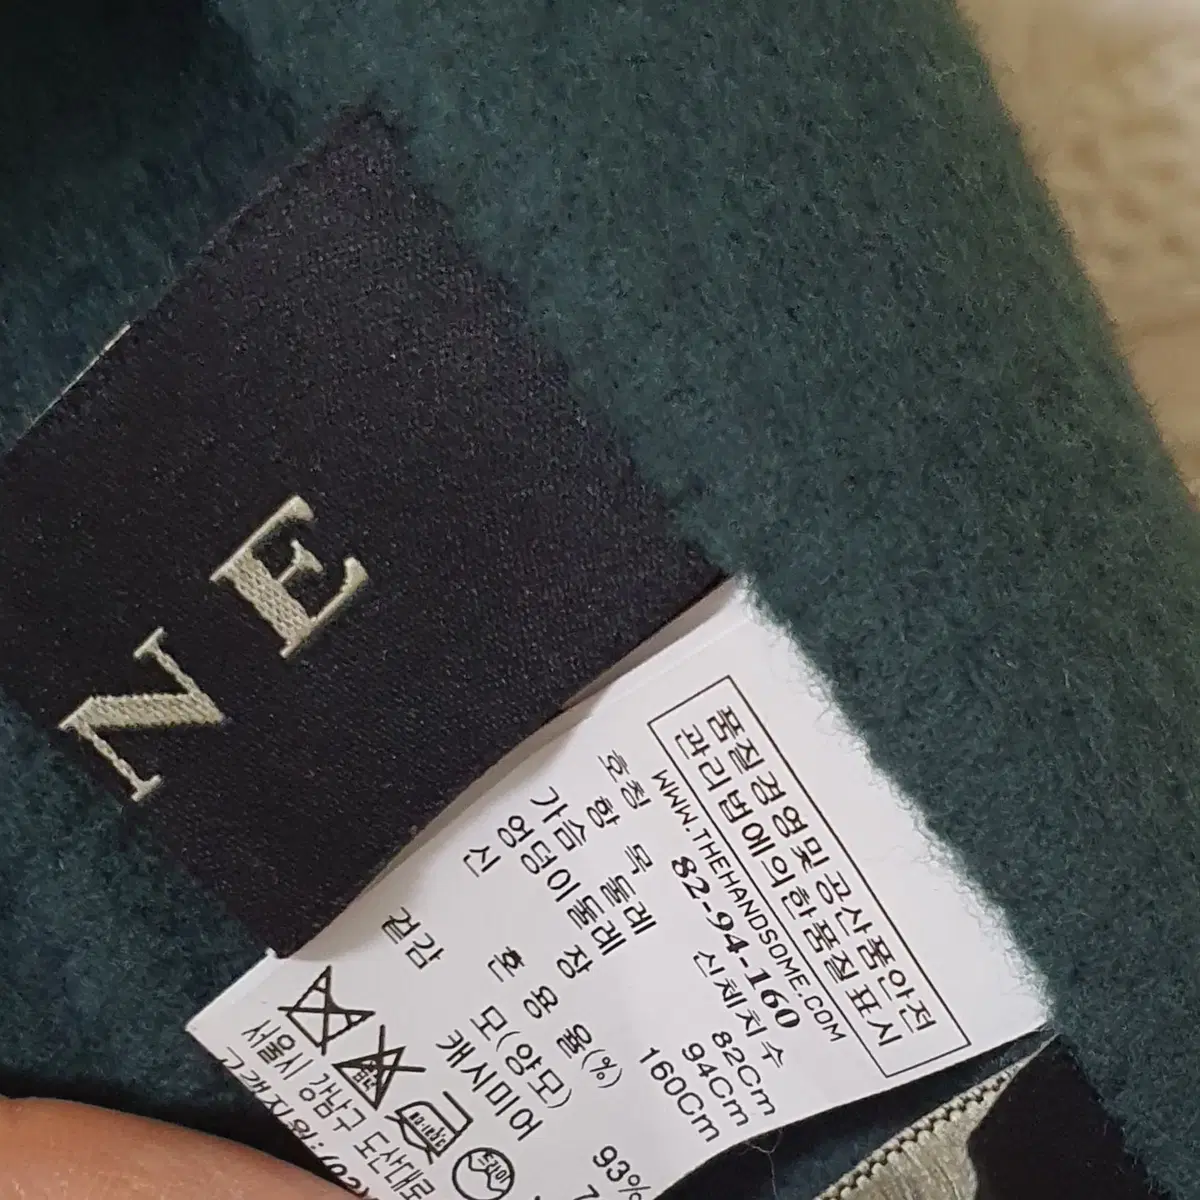 NE
품질경영및 공산품안전
관리법에의한품질표시
WWW.THEHANDSOME.COM
호칭 82-94-160
항 목 신체치수
가슴 둘레 82Cm
엉덩이둘레 94Cm
신 장 160Cm
혼 용 율(%)
겉감 모(양모) 93%
캐시미어 7
서울시 강남구 도산대로